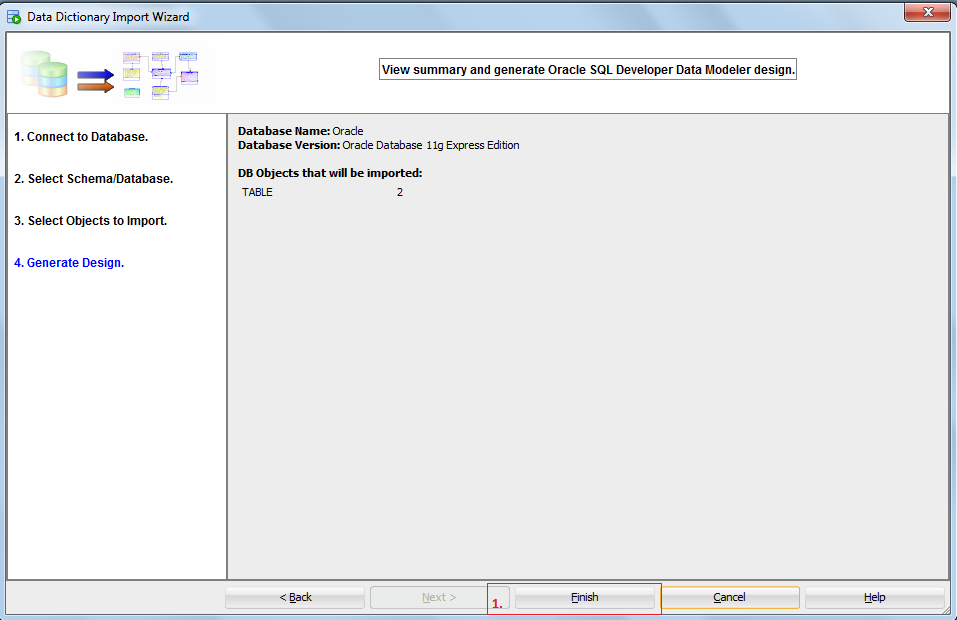 Data Dictionary Import Wizard
View summary and generate Oracle SQL Developer Data Modeler design.
1. Connect to Database.
2. Select Schema/Database.
3. Select Objects to Import.
4. Generate Design.
Database Name: Oracle
Database Version: Oracle Database 11g Express Edition
DB Objects that will be imported:
TABLE 2
< Back Next > 1. Finish Cancel Help